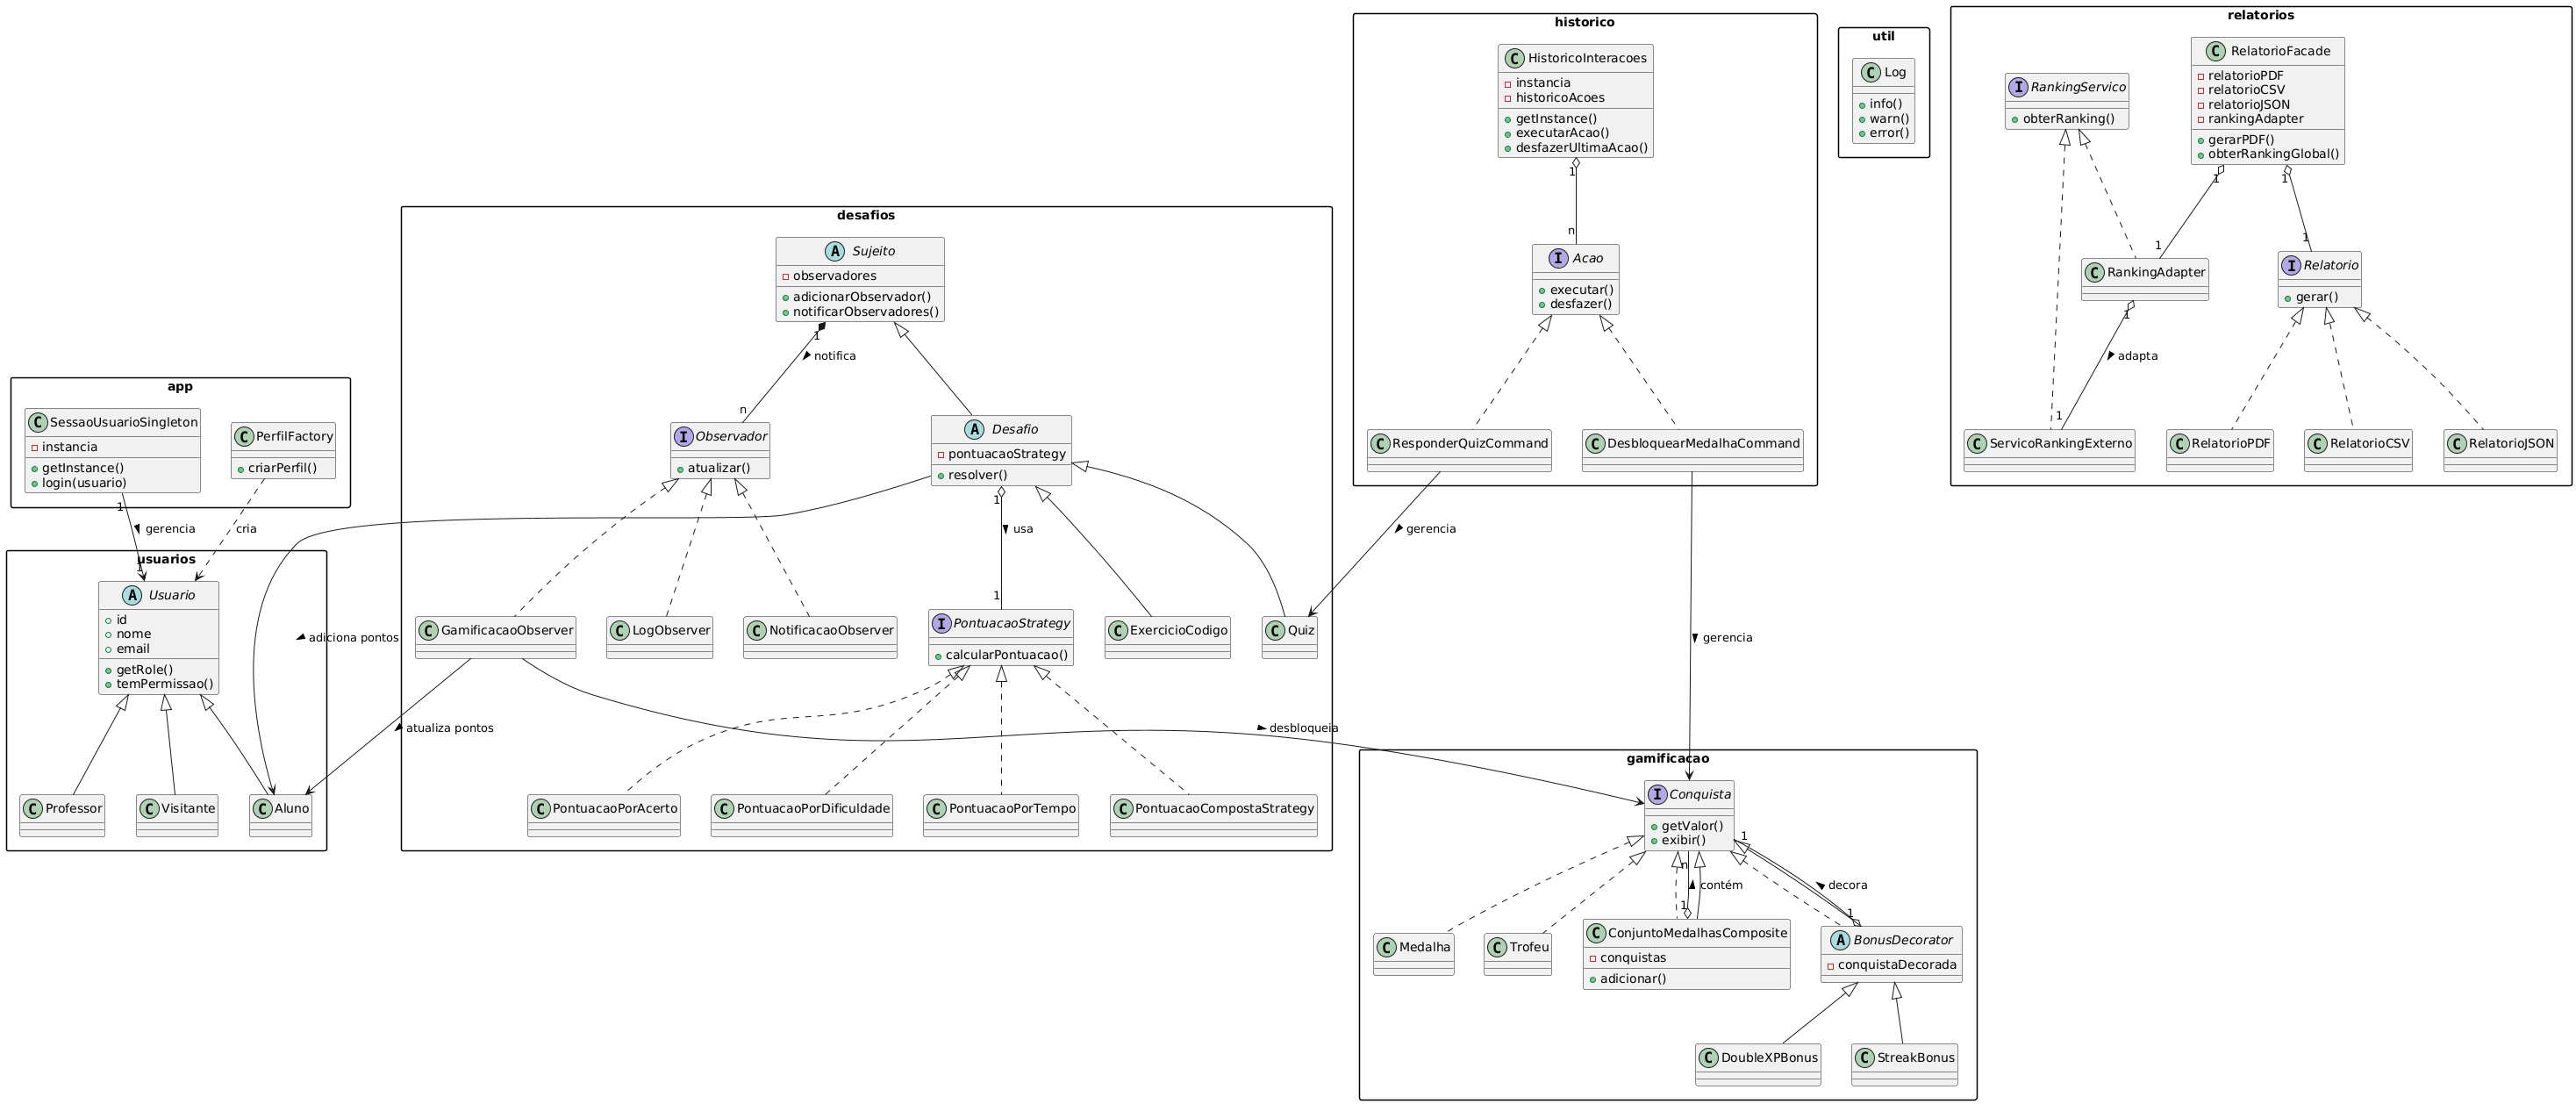 app
SessaoUsuarioSingleton
instancia
getInstance()
login(usuario)
PerfilFactory
criarPerfil()
1
gerencia
1
cria
usuarios
Usuario
id
nome
email
getRole()
temPermissao()
Professor
Visitante
Aluno
adiciona pontos
atualiza pontos
desafios
Sujeito
observadores
adicionarObservador()
notificarObservadores()
1
notifica
n
Observador
atualizar()
Desafio
pontuacaoStrategy
resolver()
1
usa
1
GamificacaoObserver
LogObserver
NotificacaoObserver
PontuacaoStrategy
calcularPontuacao()
ExercicioCodigo
Quiz
desbloqueia
PontuacaoPorAcerto
PontuacaoPorDificuldade
PontuacaoPorTempo
PontuacaoCompostaStrategy
historico
HistoricoInteracoes
instancia
historicoAcoes
getInstance()
executarAcao()
desfazerUltimaAcao()
1
n
Acao
executar()
desfazer()
ResponderQuizCommand
DesbloquearMedalhaCommand
gerencia
gerencia
gamificacao
Conquista
getValor()
exibir()
1
n
contém
1
decora
1
Medalha
Trofeu
ConjuntoMedalhasComposite
conquistas
adicionar()
BonusDecorator
conquistaDecorada
DoubleXPBonus
StreakBonus
util
Log
info()
warn()
error()
relatorios
RankingServico
obterRanking()
RelatorioFacade
relatorioPDF
relatorioCSV
relatorioJSON
rankingAdapter
gerarPDF()
obterRankingGlobal()
1
1
1
1
RankingAdapter
Relatorio
gerar()
1
adapta
1
ServicoRankingExterno
RelatorioPDF
RelatorioCSV
RelatorioJSON